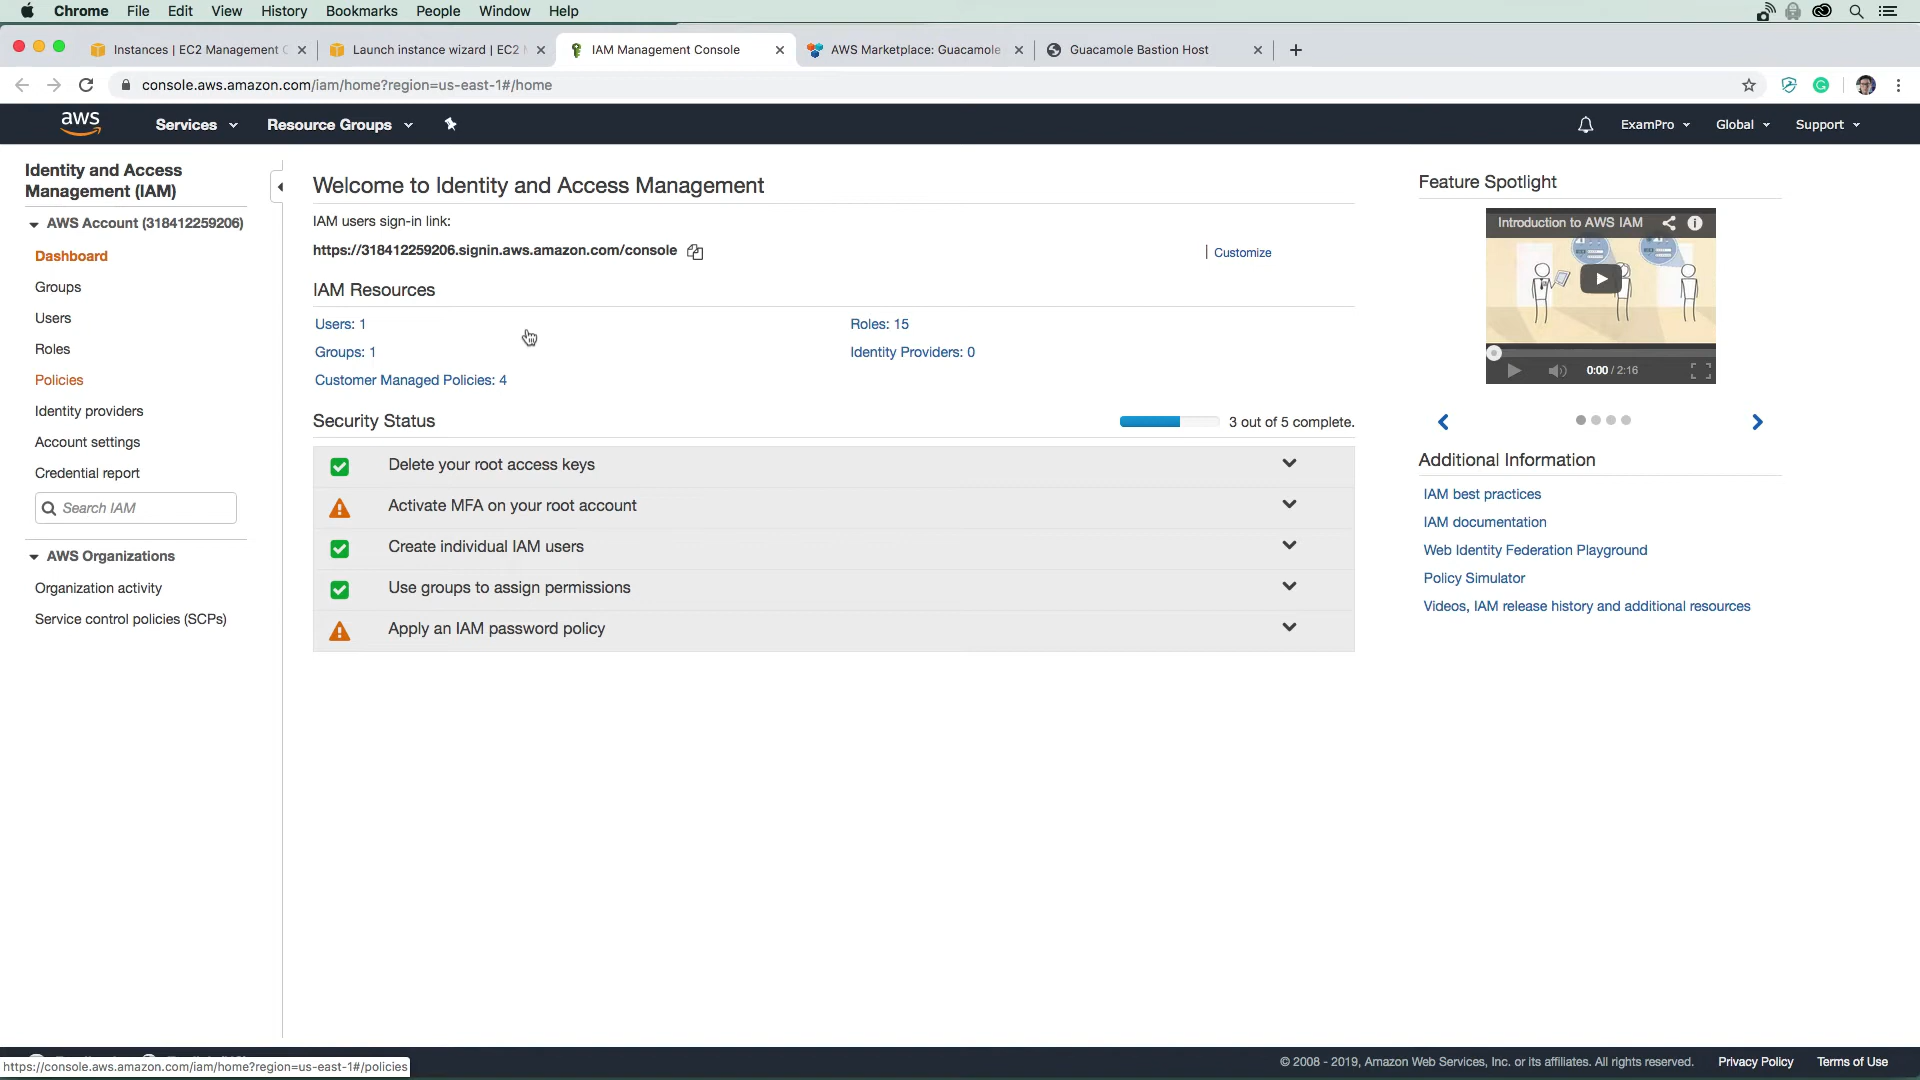 Chrome File Edit View History Bookmarks People Window Help
Instances | EC2 Management C
Launch instance wizard | EC2 M
IAM Management Console
AWS Marketplace: Guacamole
Guacamole Bastion Host
console.aws.amazon.com/iam/home?region=us-east-1#/home
aws Services Resource Groups ExamPro Global Support
Identity and Access
Management (IAM)
AWS Account (318412259206)
Dashboard
Groups
Users
Roles
Policies
Identity providers
Account settings
Credential report
Search IAM
AWS Organizations
Organization activity
Service control policies (SCPs)
Welcome to Identity and Access Management
IAM users sign-in link:
https://318412259206.signin.aws.amazon.com/console
| Customize
IAM Resources
Users: 1
Roles: 15
Groups: 1
Identity Providers: 0
Customer Managed Policies: 4
Security Status
3 out of 5 complete.
Delete your root access keys
Activate MFA on your root account
Create individual IAM users
Use groups to assign permissions
Apply an IAM password policy
Feature Spotlight
Introduction to AWS IAM
0:00 / 2:16
Additional Information
IAM best practices
IAM documentation
Web Identity Federation Playground
Policy Simulator
Videos, IAM release history and additional resources
https://console.aws.amazon.com/iam/home?region=us-east-1#/policies
© 2008 - 2019, Amazon Web Services, Inc. or its affiliates. All rights reserved. Privacy Policy Terms of Use